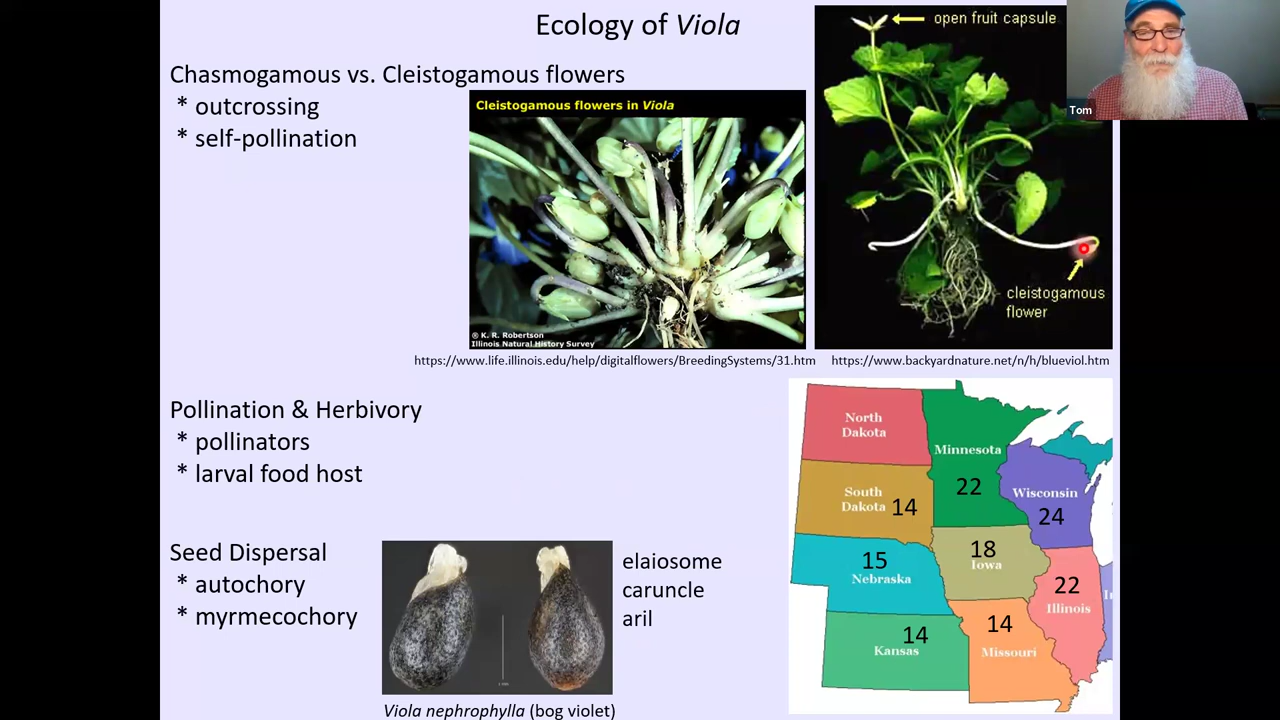 Ecology of Viola
Chasmogamous vs. Cleistogamous flowers
* outcrossing
* self-pollination
Cleistogamous flowers in Viola
© K. R. Robertson
Illinois Natural History Survey
https://www.life.illinois.edu/help/digitalflowers/BreedingSystems/31.htm
open fruit capsule
cleistogamous
flower
https://www.backyardnature.net/n/h/blueviol.htm
Tom
Pollination & Herbivory
* pollinators
* larval food host
Seed Dispersal
* autochory
* myrmecochory
1 mm
elaiosome
caruncle
aril
Viola nephrophylla (bog violet)
North
Dakota
Minnesota
22
South
Dakota 14
Wisconsin
24
15
Nebraska
18
Iowa
22
Illinois
14
Kansas
14
Missouri